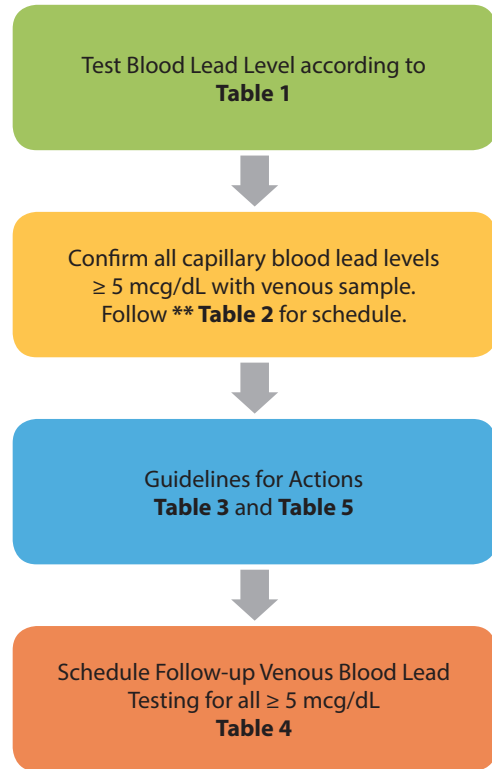 Test Blood Lead Level according to
Table 1
Confirm all capillary blood lead levels
≥ 5 mcg/dL with venous sample.
Follow ** Table 2 for schedule.
Guidelines for Actions
Table 3 and Table 5
Schedule Follow-up Venous Blood Lead
Testing for all ≥ 5 mcg/dL
Table 4